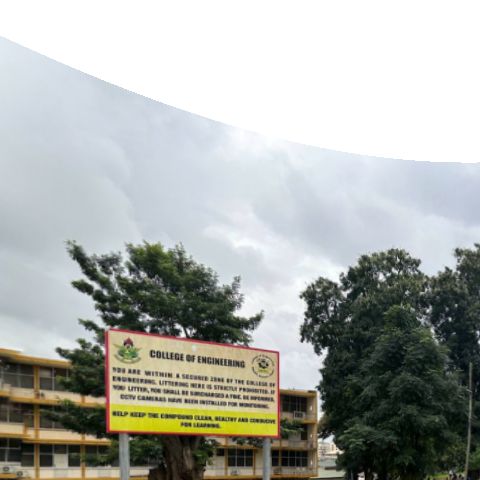 COLLEGE OF ENGINEERING
YOU ARE WITHIN A SECURED ZONE OF THE COLLEGE OF
ENGINEERING. LITTERING HERE IS STRICTLY PROHIBITED. IF
YOU LITTER, YOU SHALL BE SURCHARGED A FINE. BE INFORMED,
CCTV CAMERAS HAVE BEEN INSTALLED FOR MONITORING.
HELP KEEP THE COMPOUND CLEAN, HEALTHY AND CONDUCIVE
FOR LEARNING.